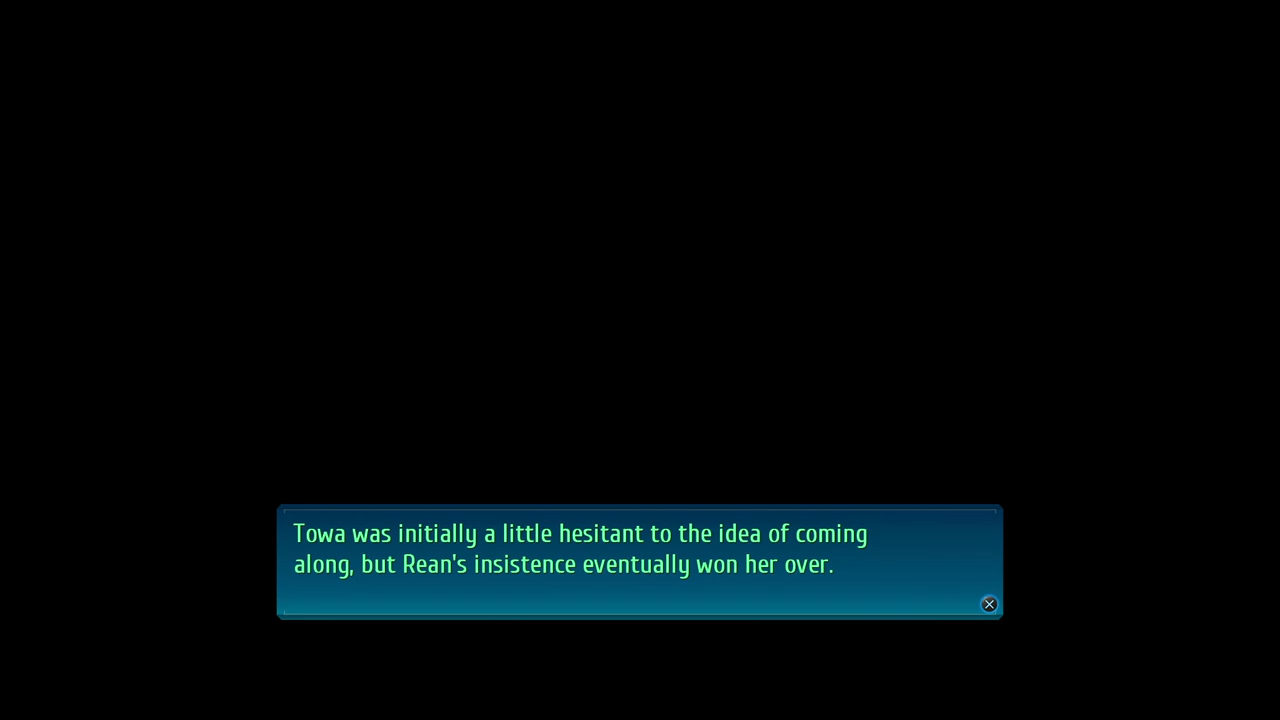 Towa was initially a little hesitant to the idea of coming
along, but Rean's insistence eventually won her over.